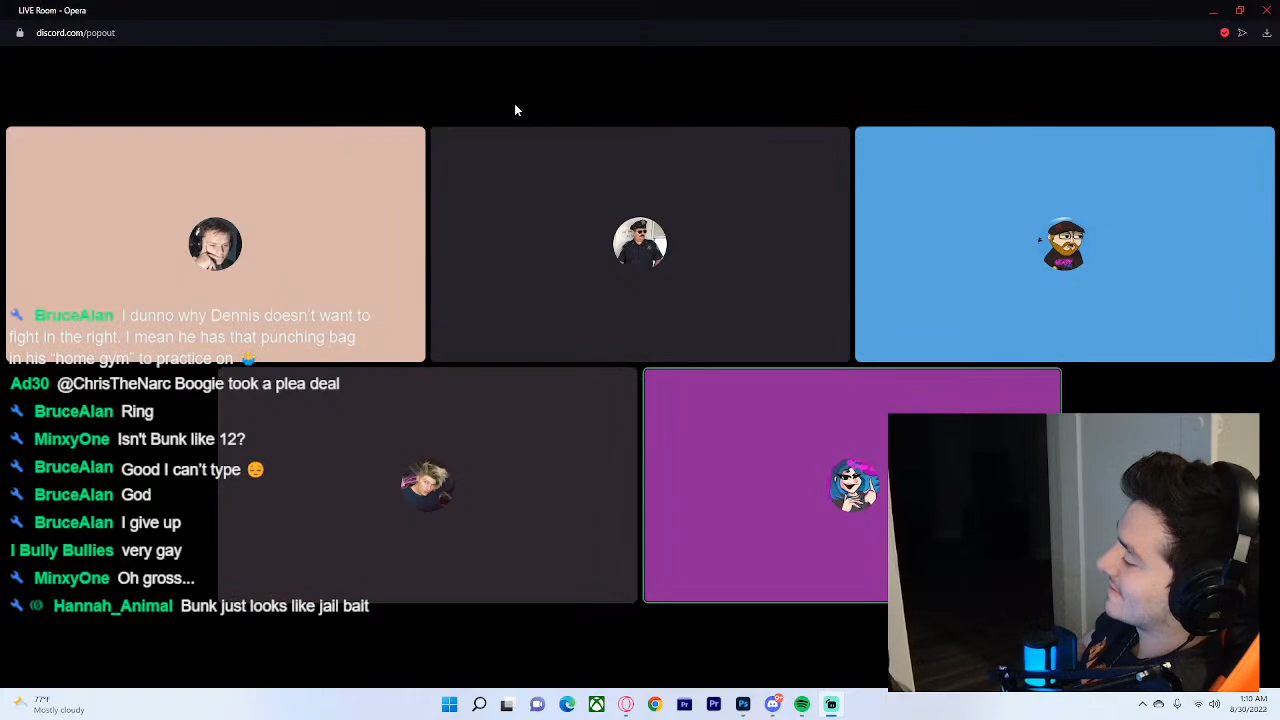 LIVE Room - Opera
discord.com/popout
BruceAlan I dunno why Dennis doesn't want to
fight in the right. I mean he has that punching bag
in his "home gym" to practice on 🤷‍♂️
Ad30 @ChrisTheNarc Boogie took a plea deal
BruceAlan Ring
MinxyOne Isn't Bunk like 12?
BruceAlan Good I can't type 😔
BruceAlan God
BruceAlan I give up
I Bully Bullies very gay
MinxyOne Oh gross...
Hannah_Animal Bunk just looks like jail bait
77°F
Mostly cloudy
1:10 AM
8/30/2022